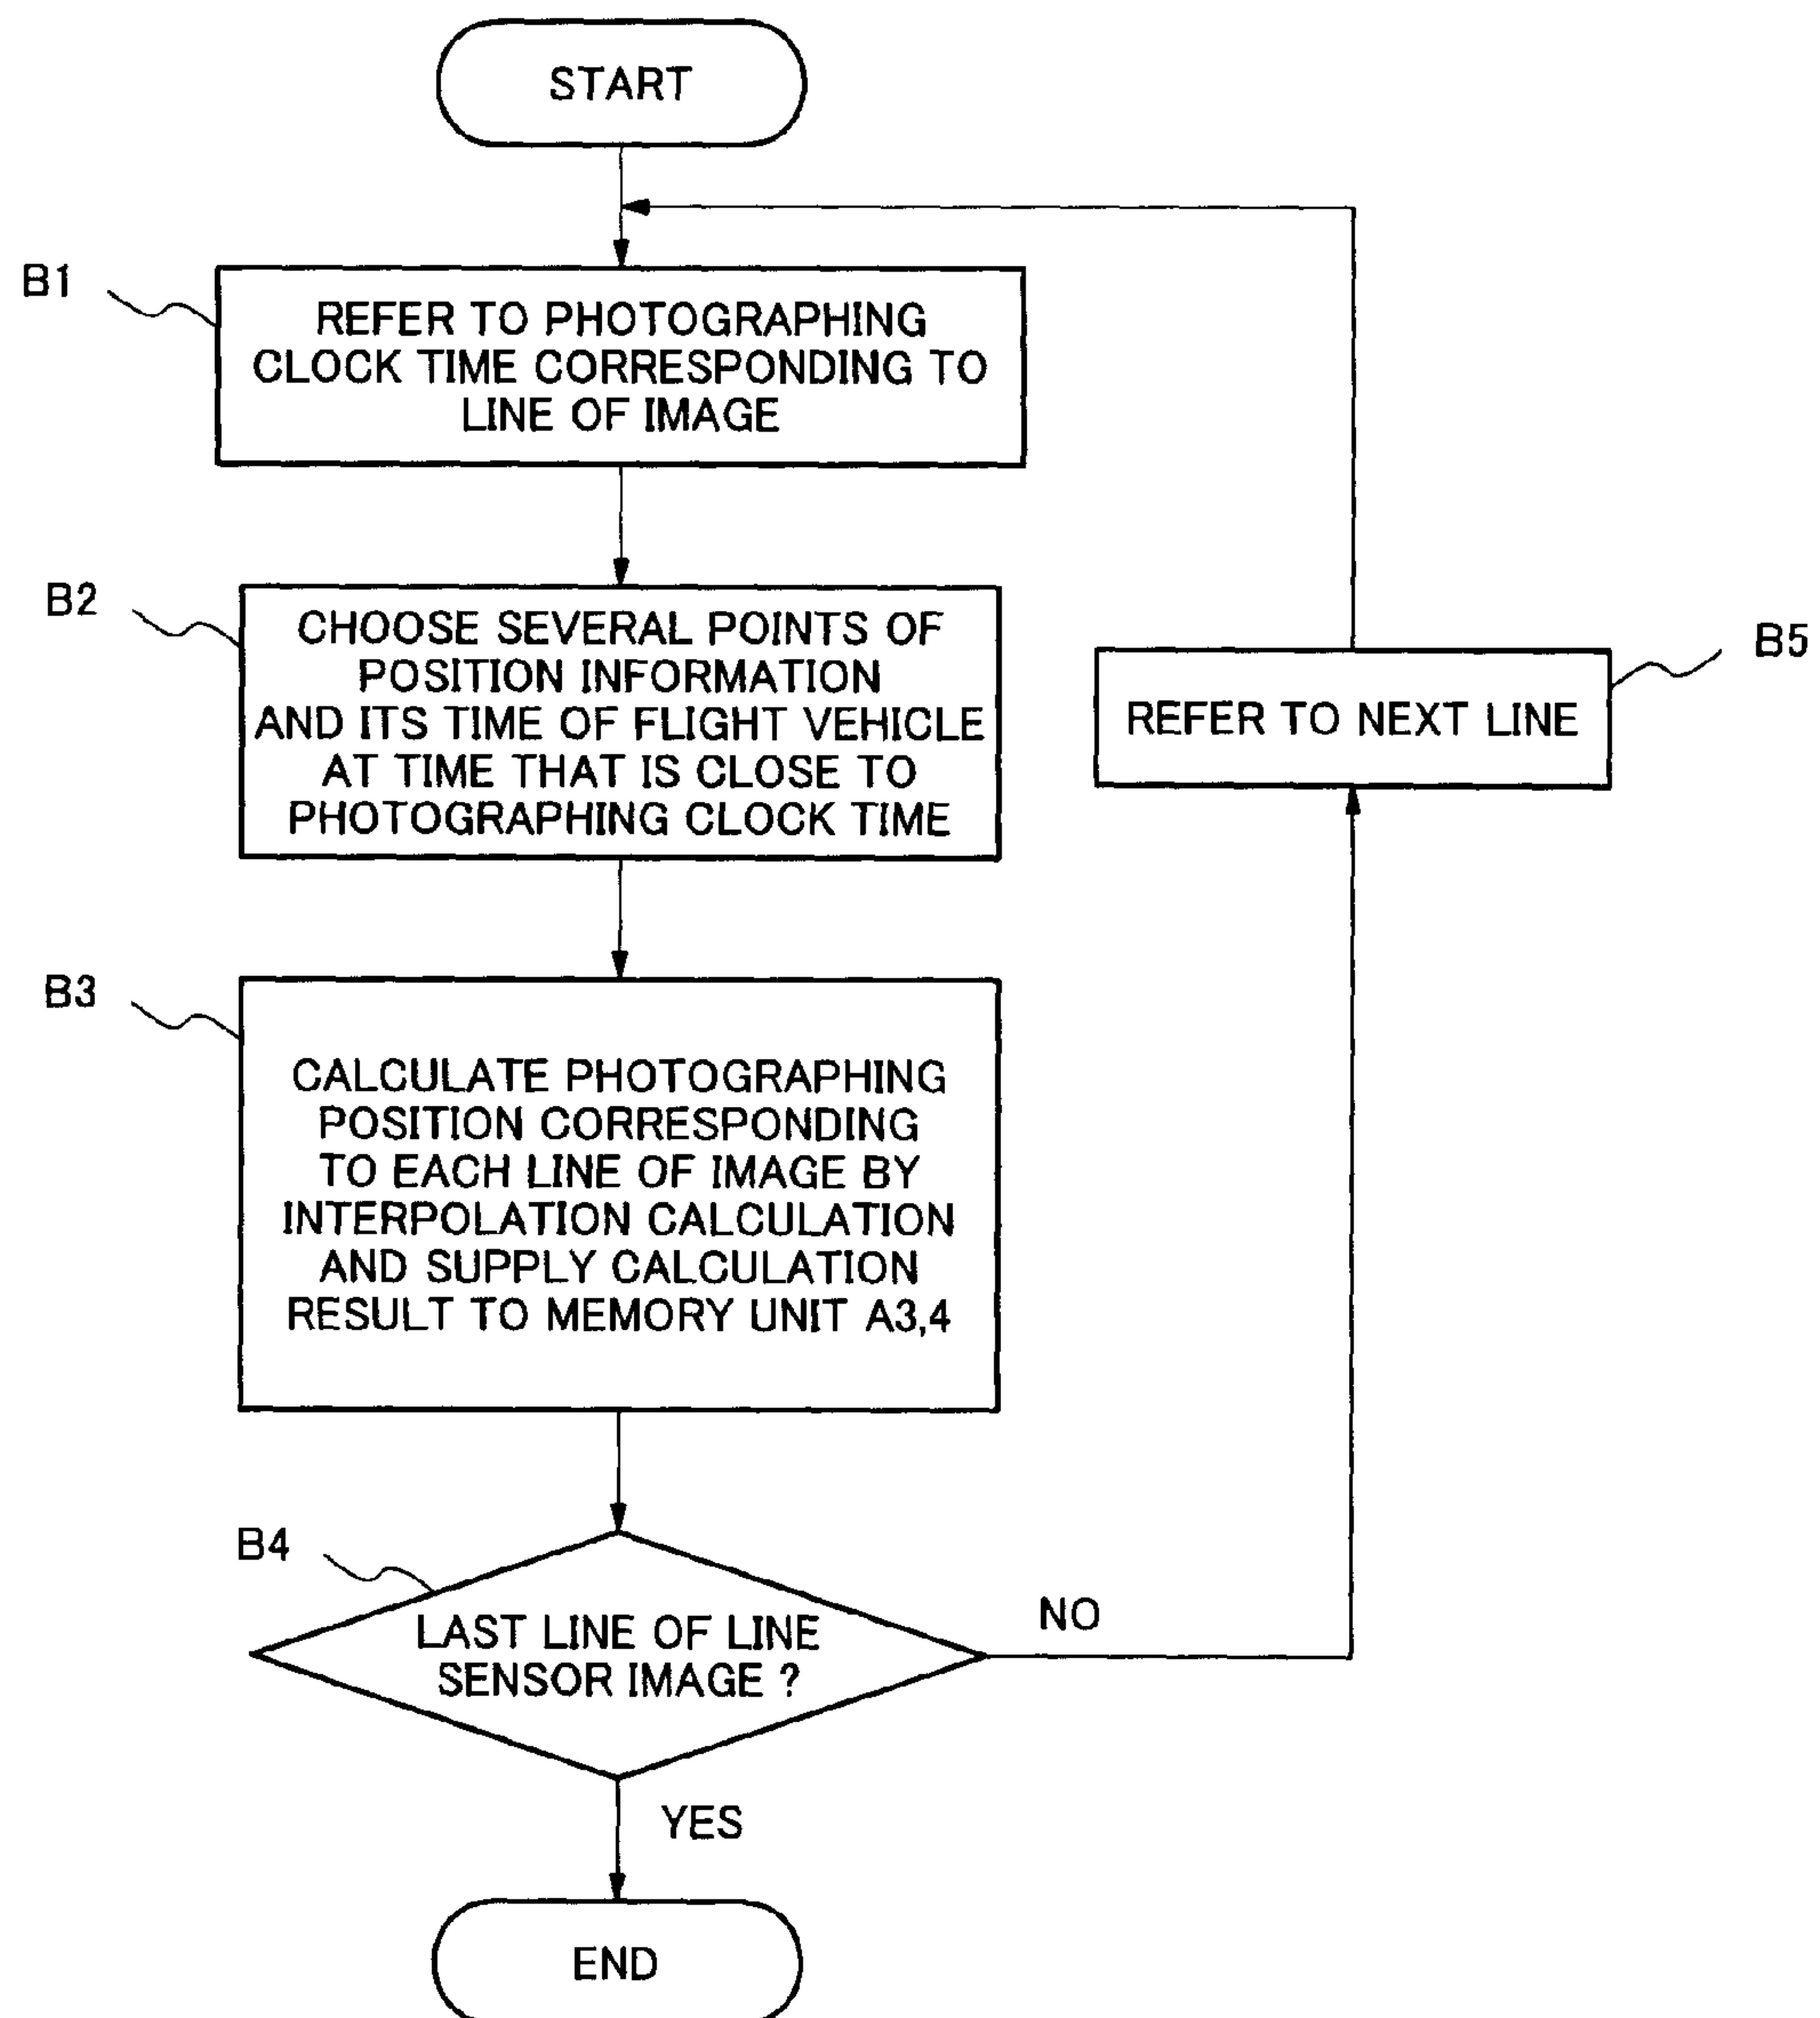 START
B1
REFER TO PHOTOGRAPHING
CLOCK TIME CORRESPONDING TO
LINE OF IMAGE
B2
CHOOSE SEVERAL POINTS OF
POSITION INFORMATION
AND ITS TIME OF FLIGHT VEHICLE
AT TIME THAT IS CLOSE TO
PHOTOGRAPHING CLOCK TIME
B5
REFER TO NEXT LINE
B3
CALCULATE PHOTOGRAPHING
POSITION CORRESPONDING
TO EACH LINE OF IMAGE BY
INTERPOLATION CALCULATION
AND SUPPLY CALCULATION
RESULT TO MEMORY UNIT A3,4
B4
LAST LINE OF LINE
SENSOR IMAGE ?
NO
YES
END